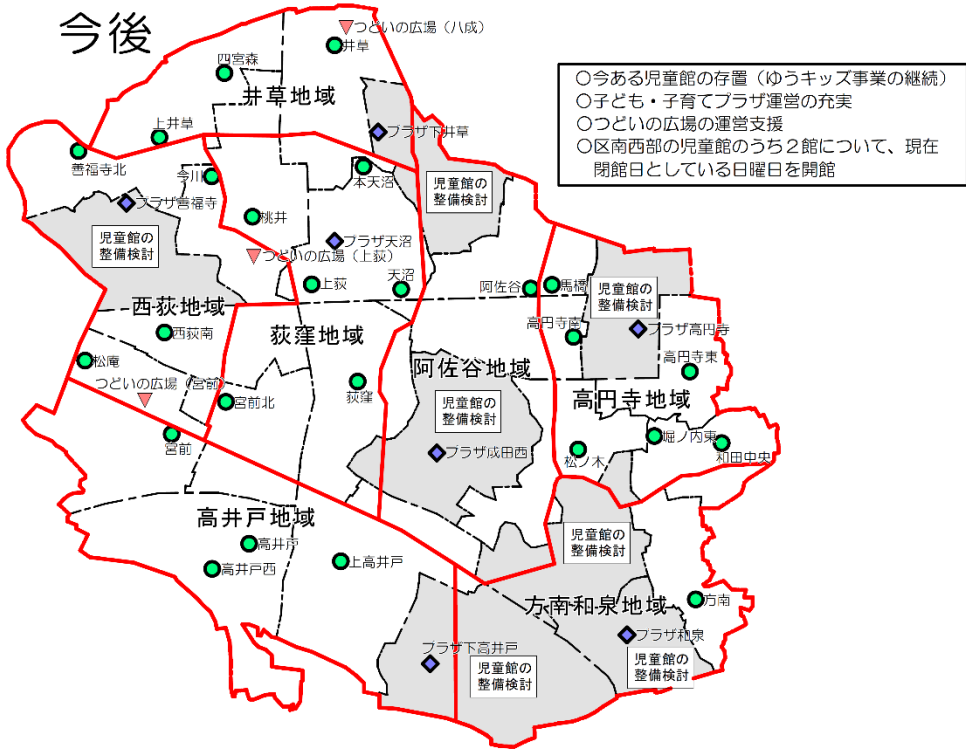 今後
つどいの広場（八成）
井草
四宮森
井草地域
○今ある児童館の存置（ゆうキッズ事業の継続）
○子ども・子育てプラザ運営の充実
○つどいの広場の運営支援
○区南西部の児童館のうち２館について、現在
閉館日としている日曜日を開館
上井草
プラザ下井草
善福寺北
今川
本天沼
児童館の
整備検討
プラザ善福寺
桃井
児童館の
整備検討
プラザ天沼
つどいの広場（上荻）
上荻
天沼
阿佐谷
馬橋
児童館の
整備検討
西荻地域
西荻南
荻窪地域
高円寺南
プラザ高円寺
松庵
阿佐谷地域
高円寺東
つどいの広場（宮前）
宮前北
荻窪
児童館の
整備検討
高円寺地域
宮前
プラザ成田西
松ノ木
堀ノ内東
和田中央
高井戸地域
高井戸
高井戸西
上高井戸
児童館の
整備検討
方南和泉地域
方南
プラザ和泉
プラザ下高井戸
児童館の
整備検討
児童館の
整備検討